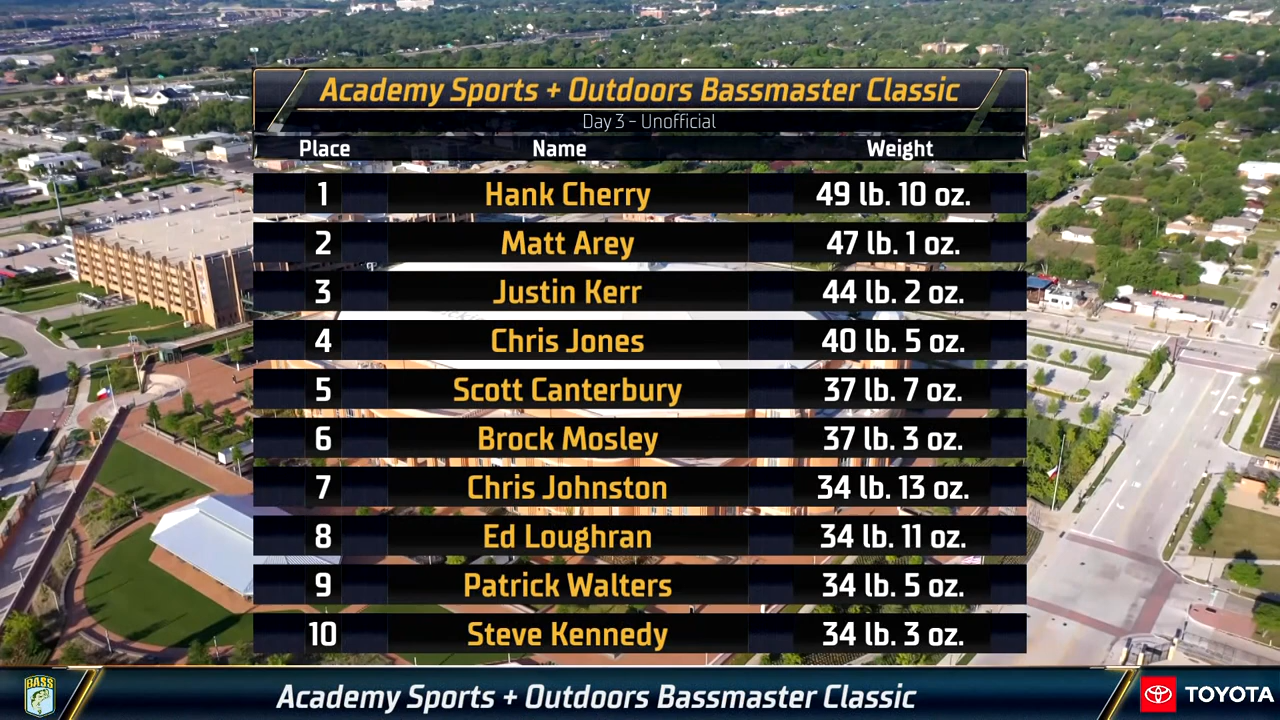 Academy Sports + Outdoors Bassmaster Classic
Day 3 - Unofficial
Place Name Weight
1 Hank Cherry 49 lb. 10 oz.
2 Matt Arey 47 lb. 1 oz.
3 Justin Kerr 44 lb. 2 oz.
4 Chris Jones 40 lb. 5 oz.
5 Scott Canterbury 37 lb. 7 oz.
6 Brock Mosley 37 lb. 3 oz.
7 Chris Johnston 34 lb. 13 oz.
8 Ed Loughran 34 lb. 11 oz.
9 Patrick Walters 34 lb. 5 oz.
10 Steve Kennedy 34 lb. 3 oz.
BASS Academy Sports + Outdoors Bassmaster Classic TOYOTA